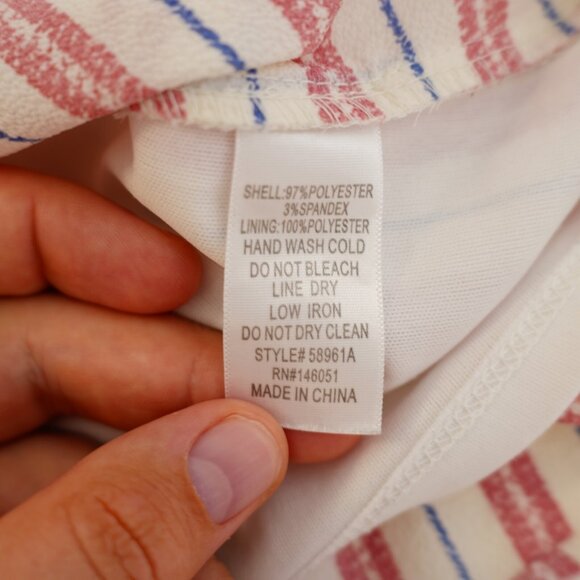 SHELL:97%POLYESTER
3%SPANDEX
LINING:100%POLYESTER
HAND WASH COLD
DO NOT BLEACH
LINE DRY
LOW IRON
DO NOT DRY CLEAN
STYLE# 58961A
RN#146051
MADE IN CHINA